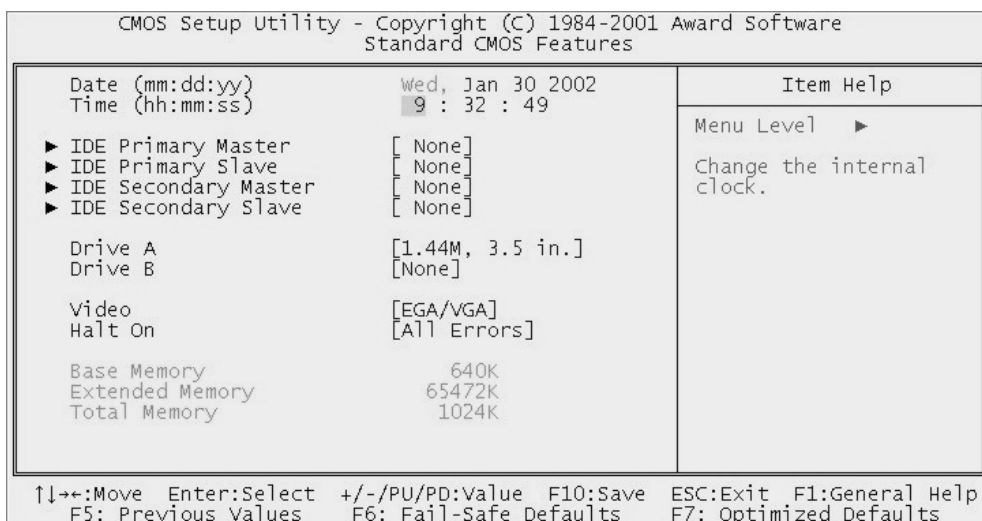 CMOS Setup Utility - Copyright (C) 1984-2001 Award Software
Standard CMOS Features
Date (mm:dd:yy) Wed, Jan 30 2002
Time (hh:mm:ss) 9 : 32 : 49
► IDE Primary Master [ None]
► IDE Primary Slave [ None]
► IDE Secondary Master [ None]
► IDE Secondary Slave [ None]
Drive A [1.44M, 3.5 in.]
Drive B [None]
Video [EGA/VGA]
Halt On [All Errors]
Base Memory 640K
Extended Memory 65472K
Total Memory 1024K
Item Help
Menu Level ►
Change the internal
clock.
↑↓→←:Move Enter:Select +/-/PU/PD:Value F10:Save ESC:Exit F1:General Help
F5: Previous Values F6: Fail-Safe Defaults F7: Optimized Defaults